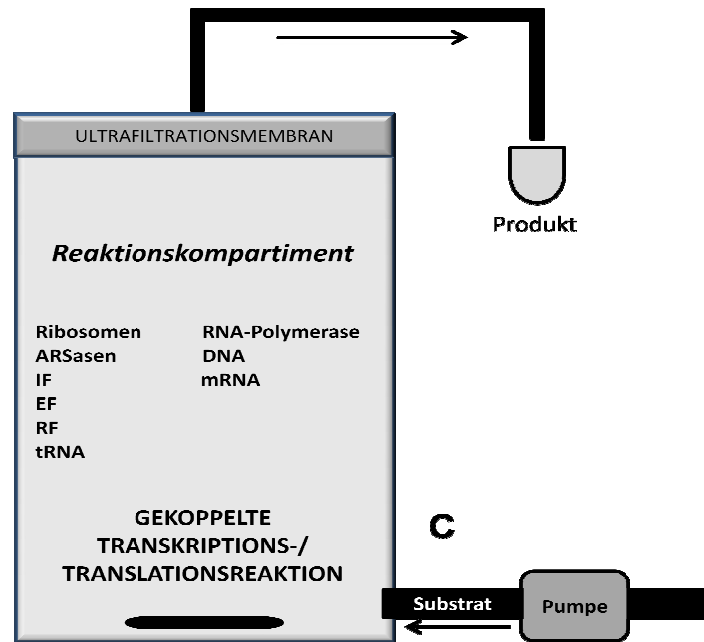 ULTRAFILTRATIONSMEMBRAN
Produkt
Reaktionskompartiment
Ribosomen RNA-Polymerase
ARSasen DNA
IF mRNA
EF
RF
tRNA
GEKOPPELTE
TRANSKRIPTIONS-/
TRANSLATIONSREAKTION
C
Substrat
Pumpe